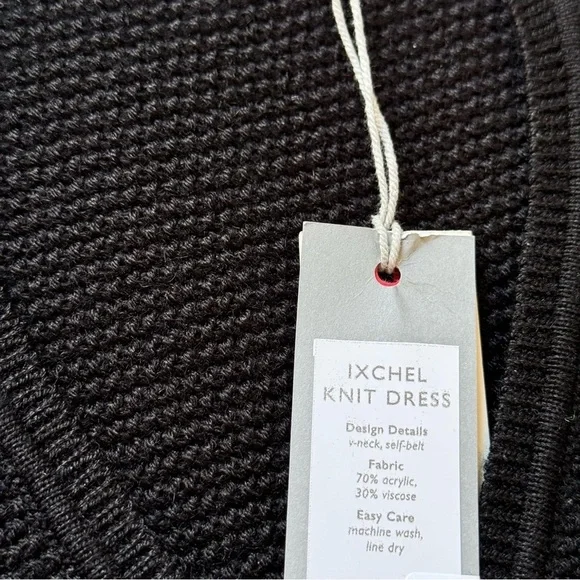 IXCHEL
KNIT DRESS
Design Details
v-neck, self-belt
Fabric
70% acrylic,
30% viscose
Easy Care
machine wash,
line dry